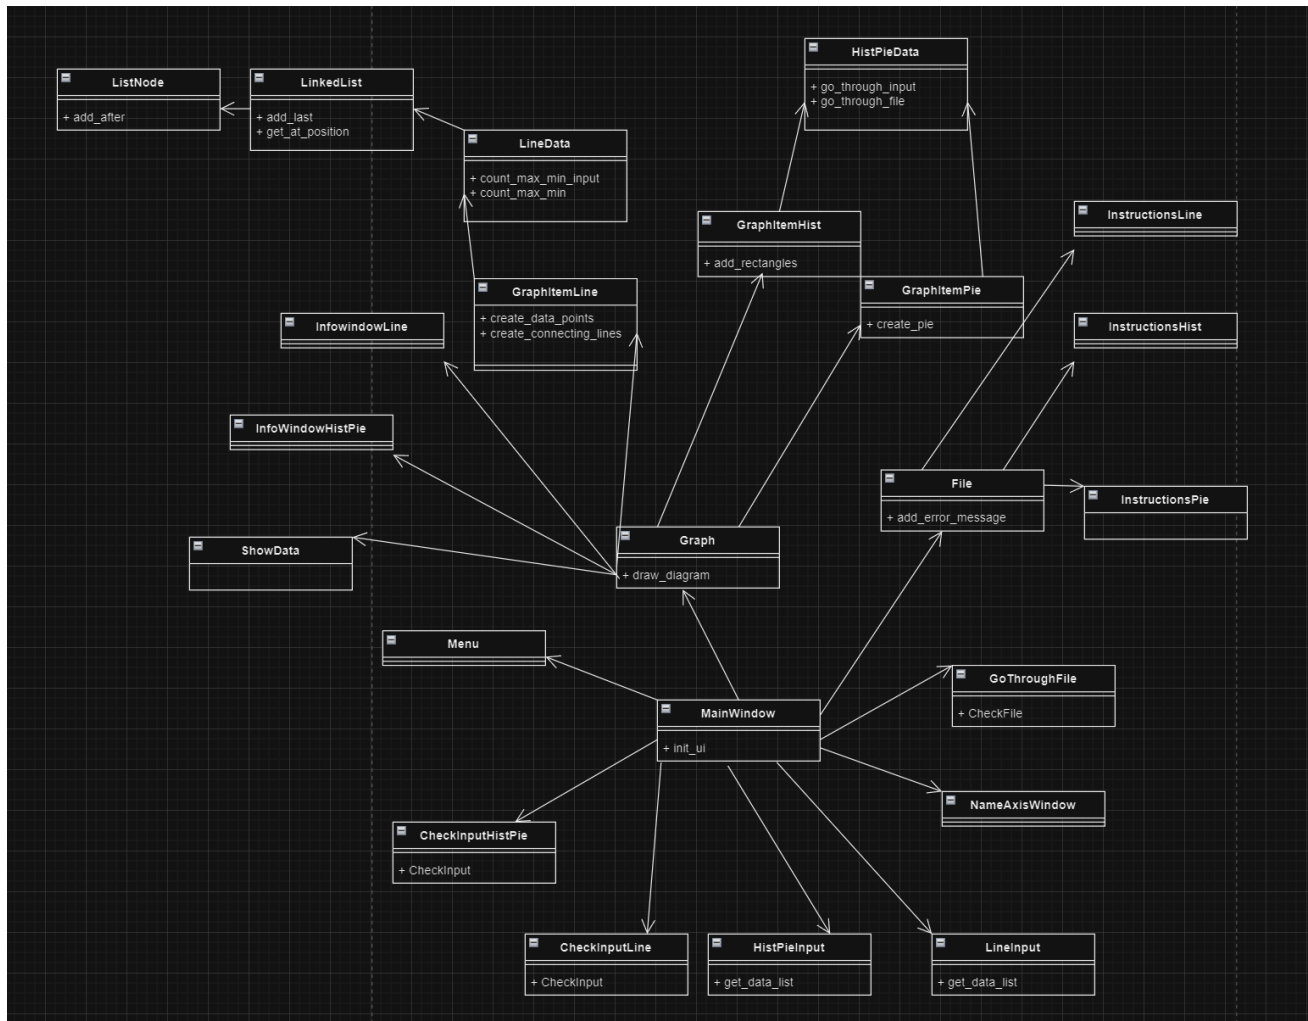 HistPieData
+ go_through_input
+ go_through_file
ListNode
+ add_after
LinkedList
+ add_last
+ get_at_position
LineData
+ count_max_min_input
+ count_max_min
InstructionsLine
GraphItemHist
+ add_rectangles
GraphItemLine
+ create_data_points
+ create_connecting_lines
GraphItemPie
+ create_pie
InfowindowLine
InstructionsHist
InfoWindowHistPie
File
+ add_error_message
InstructionsPie
Graph
+ draw_diagram
ShowData
Menu
GoThroughFile
+ CheckFile
MainWindow
+ init_ui
NameAxisWindow
CheckInputHistPie
+ CheckInput
CheckInputLine
+ CheckInput
HistPieInput
+ get_data_list
LineInput
+ get_data_list